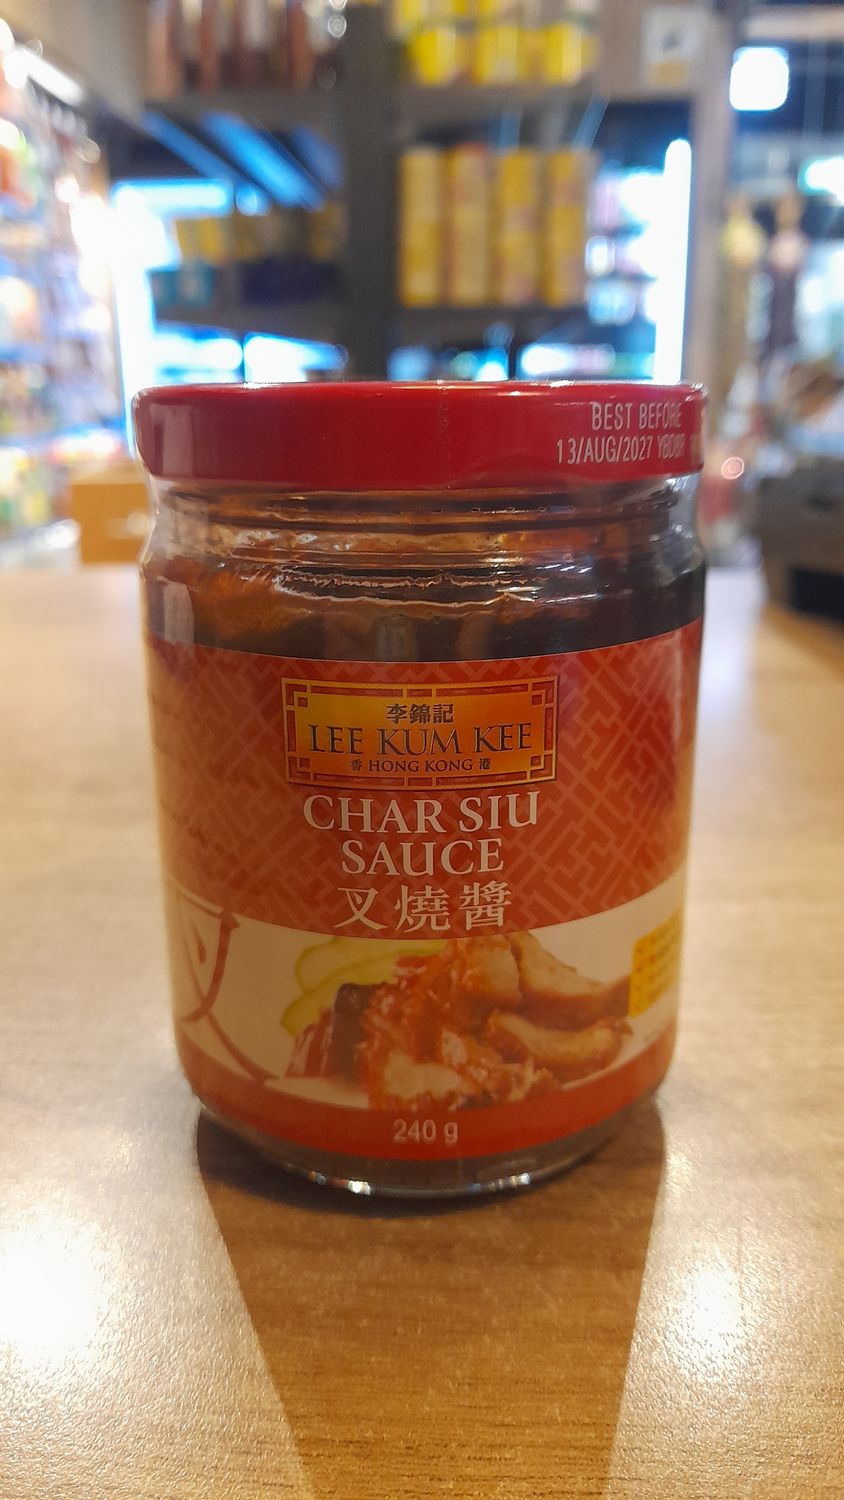 BEST BEFORE
13/AUG/2027
李錦記
LEE KUM KEE
香 HONG KONG 港
CHAR SIU
SAUCE
叉燒醬
240 g